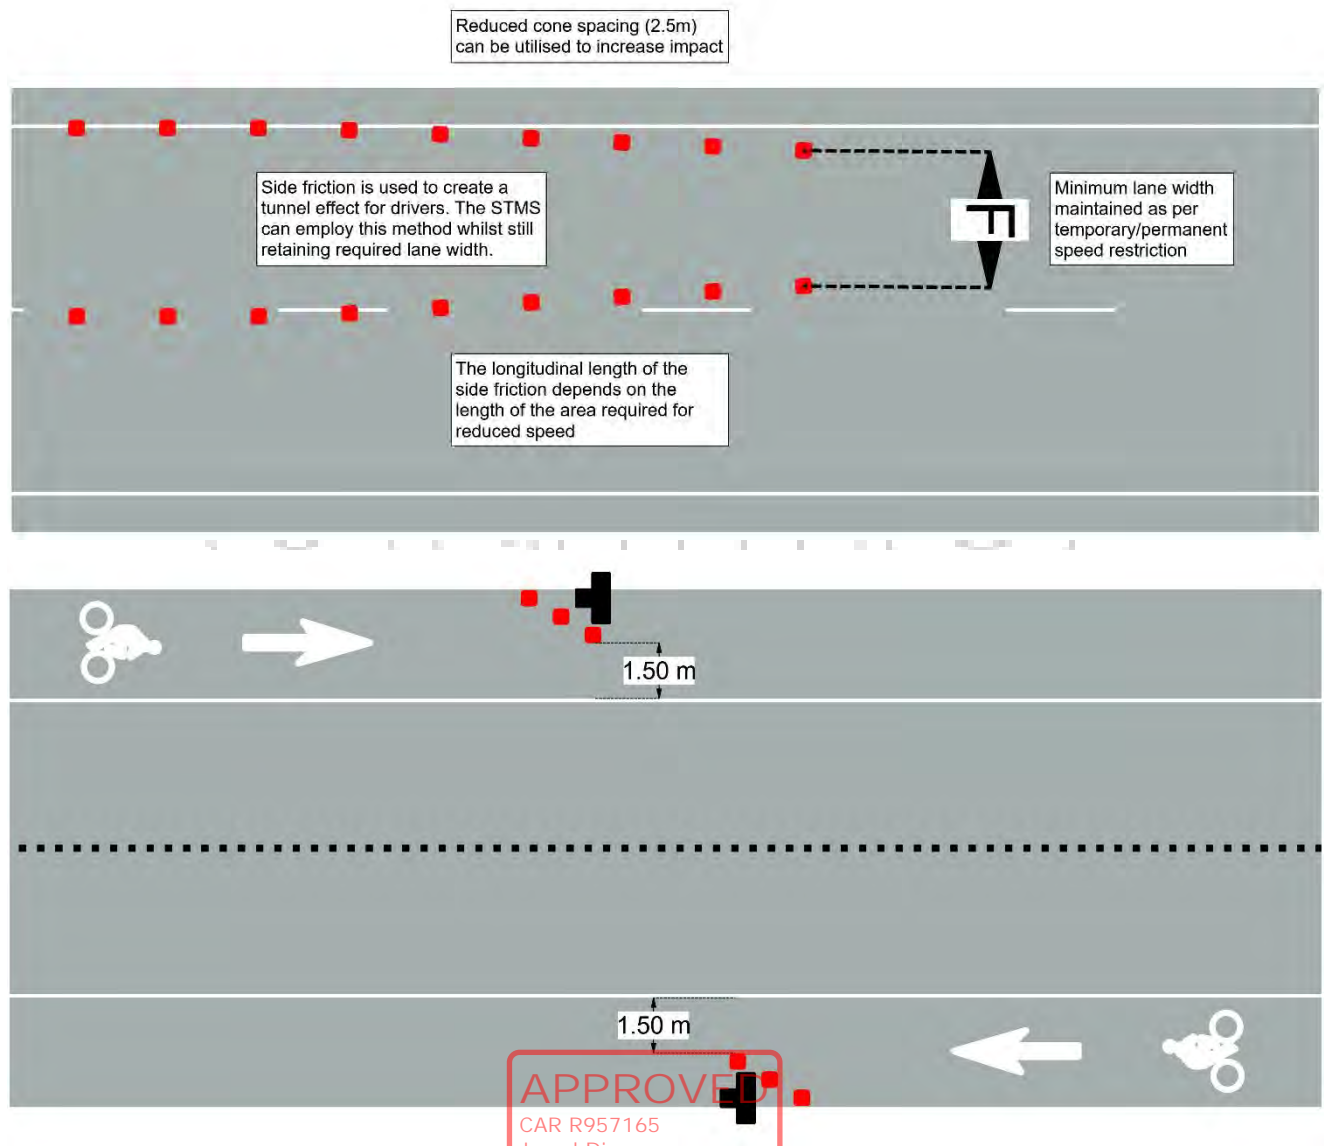 Reduced cone spacing (2.5m)
can be utilised to increase impact
Side friction is used to create a
tunnel effect for drivers. The STMS
can employ this method whilst still
retaining required lane width.
F
Minimum lane width
maintained as per
temporary/permanent
speed restriction
The longitudinal length of the
side friction depends on the
length of the area required for
reduced speed
1.50 m
1.50 m
APPROVED
CAR R957165